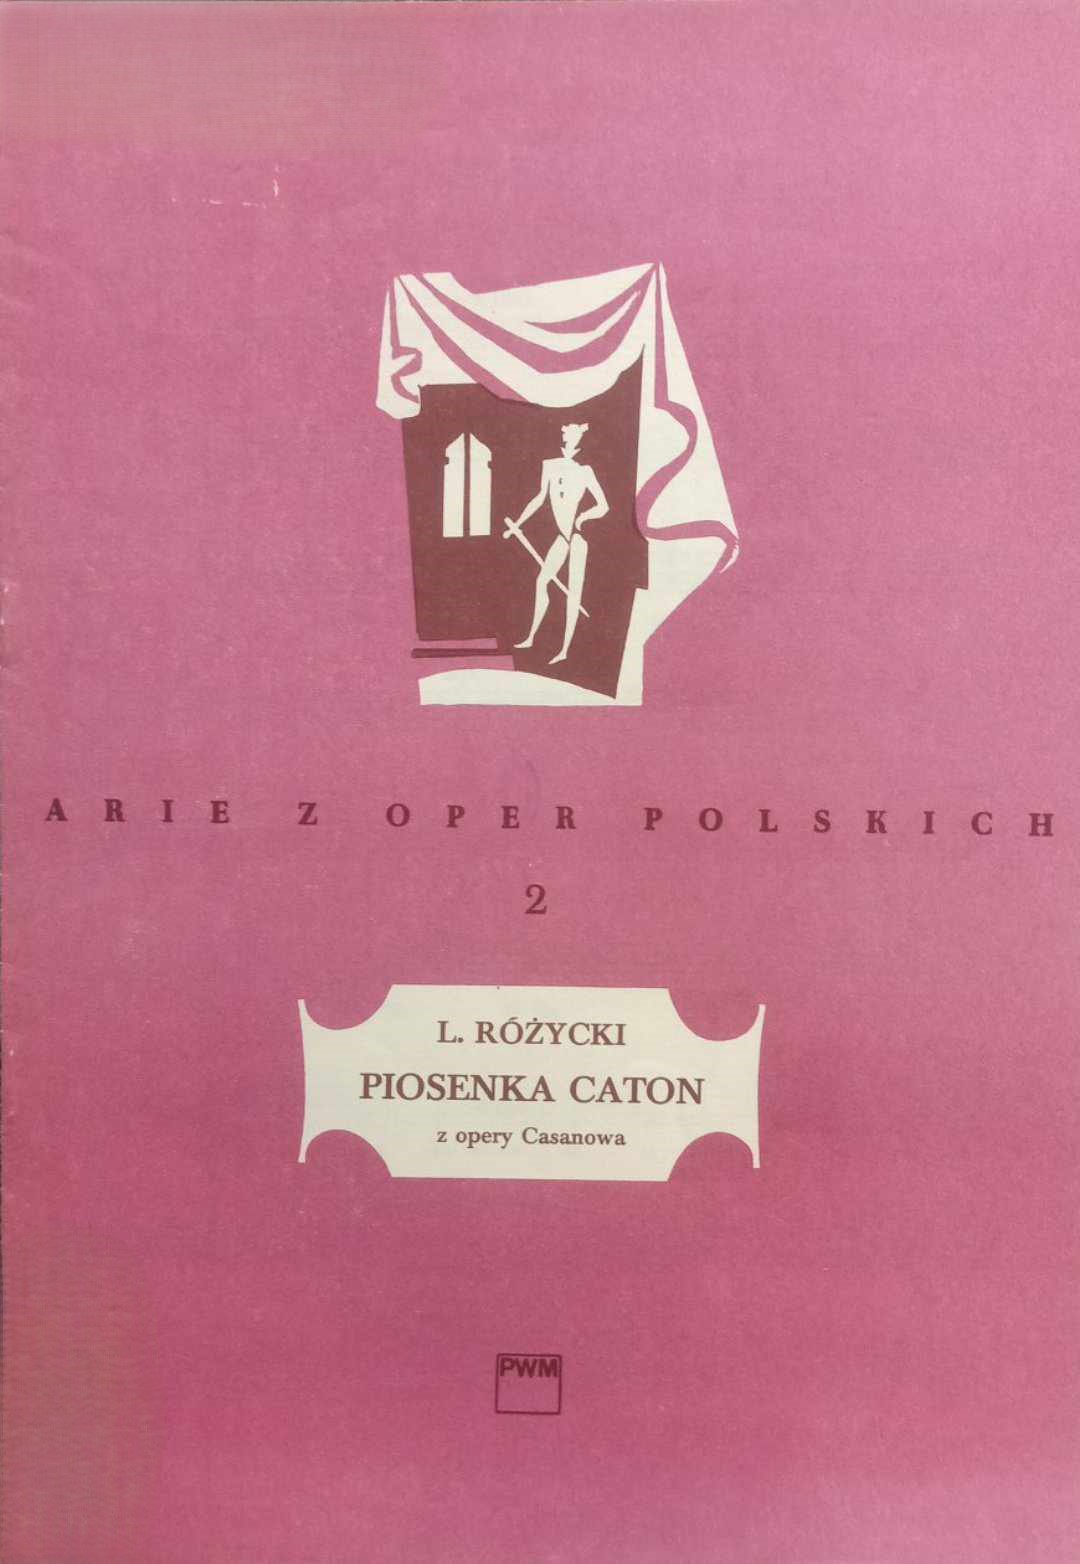 ARIE Z OPER POLSKICH
2
L. RÓŻYCKI
PIOSENKA CATON
z opery Casanowa
PWM